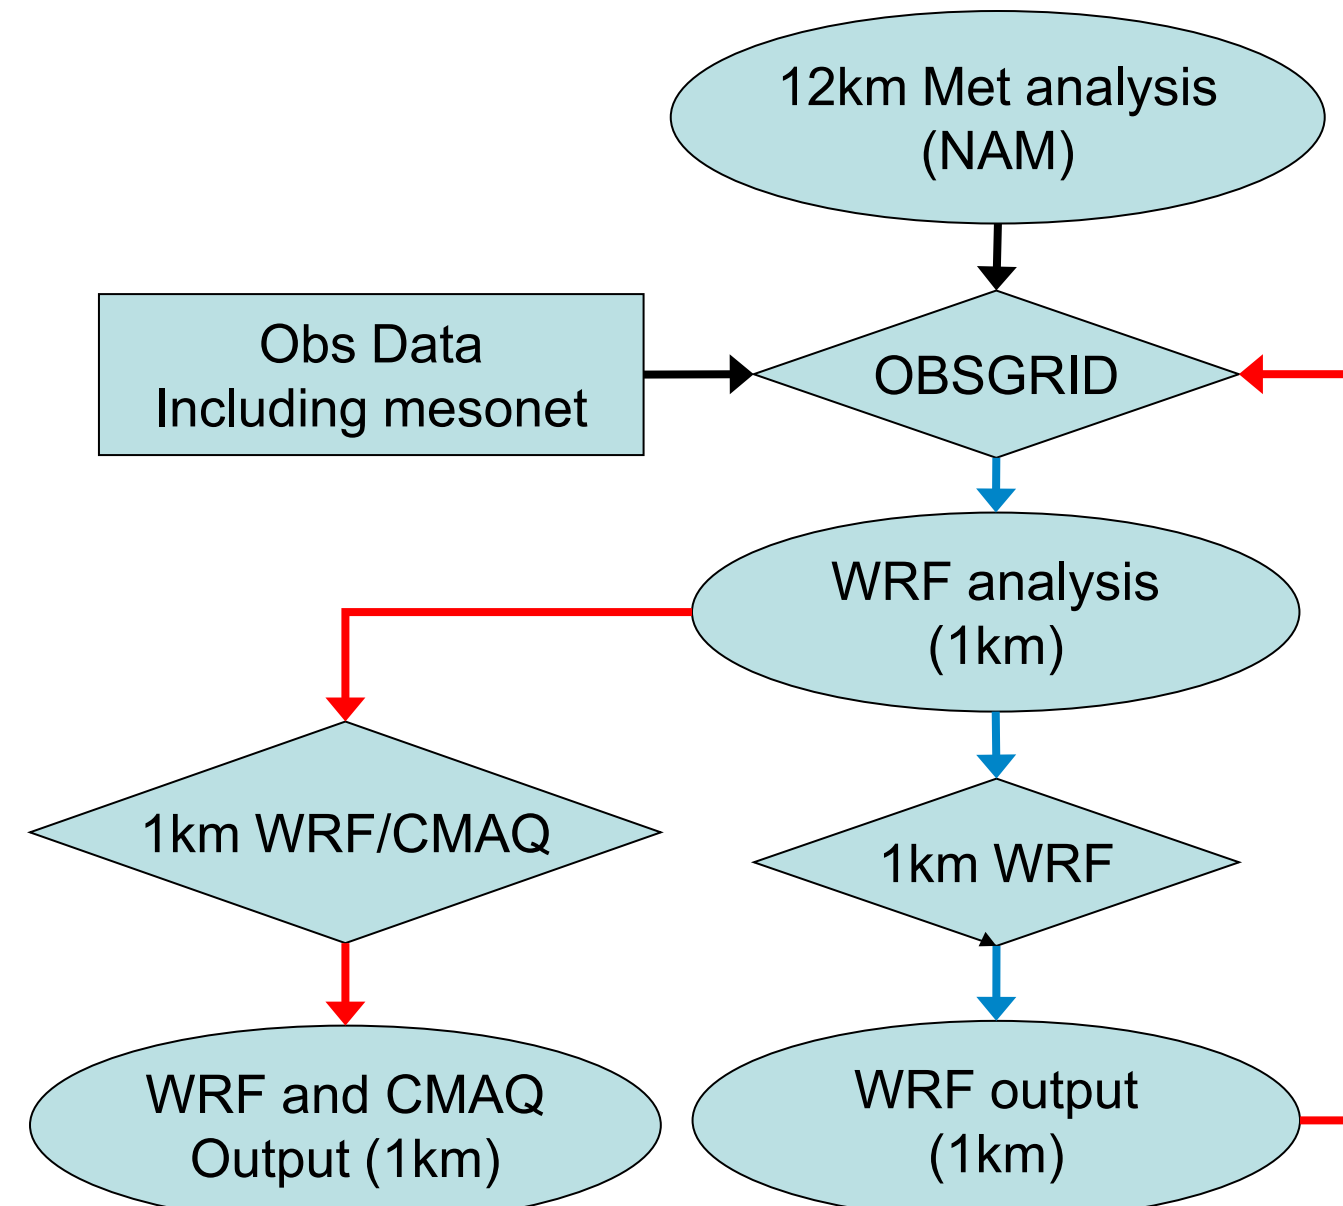 12km Met analysis
(NAM)
Obs Data
Including mesonet
OBSGRID
WRF analysis
(1km)
1km WRF/CMAQ
1km WRF
WRF and CMAQ
Output (1km)
WRF output
(1km)